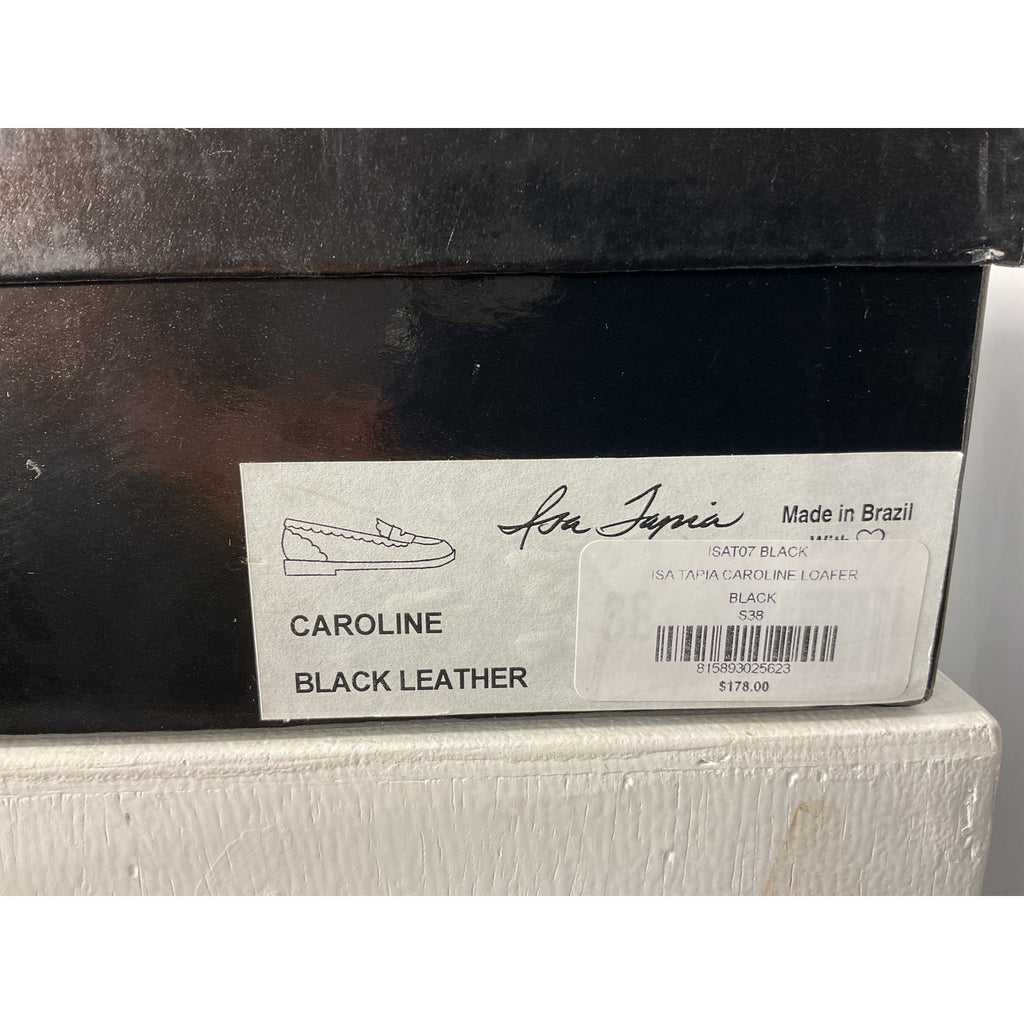 Isa Tapia
Made in Brazil
With ♡
CAROLINE
BLACK LEATHER
ISAT07 BLACK
ISA TAPIA CAROLINE LOAFER
BLACK
S38
815893025623
$178.00